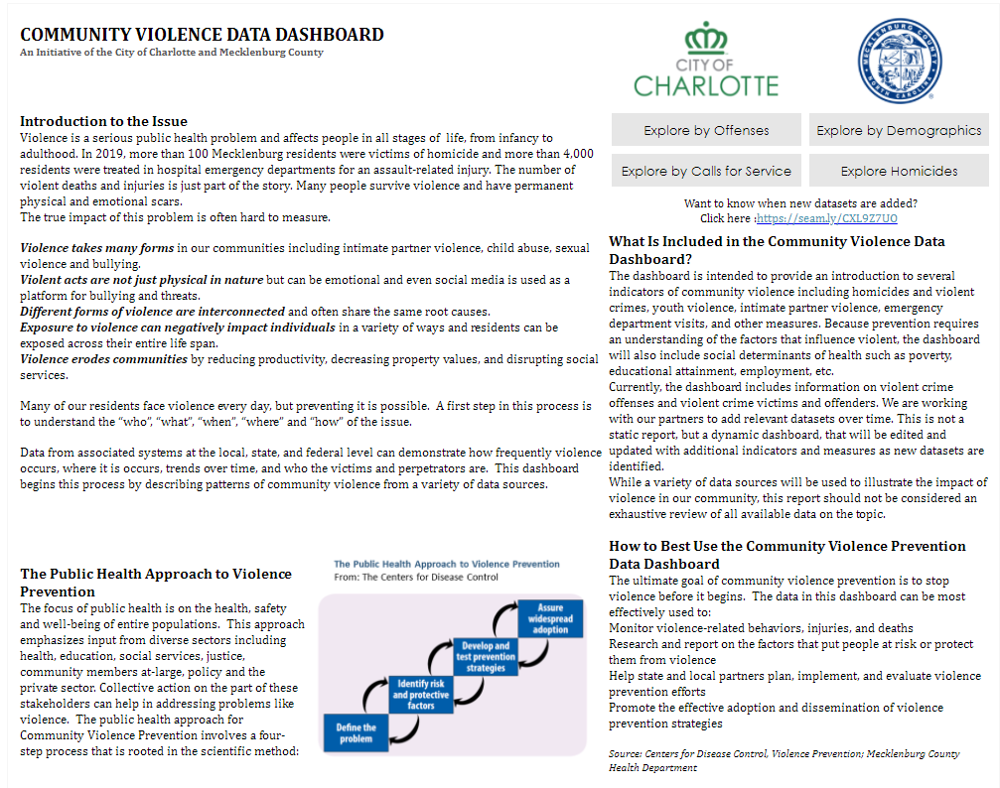 COMMUNITY VIOLENCE DATA DASHBOARD
An Initiative of the City of Charlotte and Mecklenburg County
CITY OF
CHARLOTTE
MECKLENBURG COUNTY
NORTH CAROLINA
Introduction to the Issue
Violence is a serious public health problem and affects people in all stages of life, from infancy to
adulthood. In 2019, more than 100 Mecklenburg residents were victims of homicide and more than 4,000
residents were treated in hospital emergency departments for an assault-related injury. The number of
violent deaths and injuries is just part of the story. Many people survive violence and have permanent
physical and emotional scars.
The true impact of this problem is often hard to measure.
Violence takes many forms in our communities including intimate partner violence, child abuse, sexual
violence and bullying.
Violent acts are not just physical in nature but can be emotional and even social media is used as a
platform for bullying and threats.
Different forms of violence are interconnected and often share the same root causes.
Exposure to violence can negatively impact individuals in a variety of ways and residents can be
exposed across their entire life span.
Violence erodes communities by reducing productivity, decreasing property values, and disrupting social
services.
Many of our residents face violence every day, but preventing it is possible. A first step in this process is
to understand the "who", "what", "when", "where" and "how" of the issue.
Data from associated systems at the local, state, and federal level can demonstrate how frequently violence
occurs, where it is occurs, trends over time, and who the victims and perpetrators are. This dashboard
begins this process by describing patterns of community violence from a variety of data sources.
The Public Health Approach to Violence
Prevention
The focus of public health is on the health, safety
and well-being of entire populations. This approach
emphasizes input from diverse sectors including
health, education, social services, justice,
community members at-large, policy and the
private sector. Collective action on the part of these
stakeholders can help in addressing problems like
violence. The public health approach for
Community Violence Prevention involves a four-
step process that is rooted in the scientific method:
The Public Health Approach to Violence Prevention
From: The Centers for Disease Control
Assure
widespread
adoption
Develop and
test prevention
strategies
Identify risk
and protective
factors
Define the
problem
Explore by Offenses
Explore by Demographics
Explore by Calls for Service
Explore Homicides
Want to know when new datasets are added?
Click here :https://seam.ly/CXL9Z7UO
What Is Included in the Community Violence Data
Dashboard?
The dashboard is intended to provide an introduction to several
indicators of community violence including homicides and violent
crimes, youth violence, intimate partner violence, emergency
department visits, and other measures. Because prevention requires
an understanding of the factors that influence violent, the dashboard
will also include social determinants of health such as poverty,
educational attainment, employment, etc.
Currently, the dashboard includes information on violent crime
offenses and violent crime victims and offenders. We are working
with our partners to add relevant datasets over time. This is not a
static report, but a dynamic dashboard, that will be edited and
updated with additional indicators and measures as new datasets are
identified.
While a variety of data sources will be used to illustrate the impact of
violence in our community, this report should not be considered an
exhaustive review of all available data on the topic.
How to Best Use the Community Violence Prevention
Data Dashboard
The ultimate goal of community violence prevention is to stop
violence before it begins. The data in this dashboard can be most
effectively used to:
Monitor violence-related behaviors, injuries, and deaths
Research and report on the factors that put people at risk or protect
them from violence
Help state and local partners plan, implement, and evaluate violence
prevention efforts
Promote the effective adoption and dissemination of violence
prevention strategies
Source: Centers for Disease Control, Violence Prevention; Mecklenburg County
Health Department